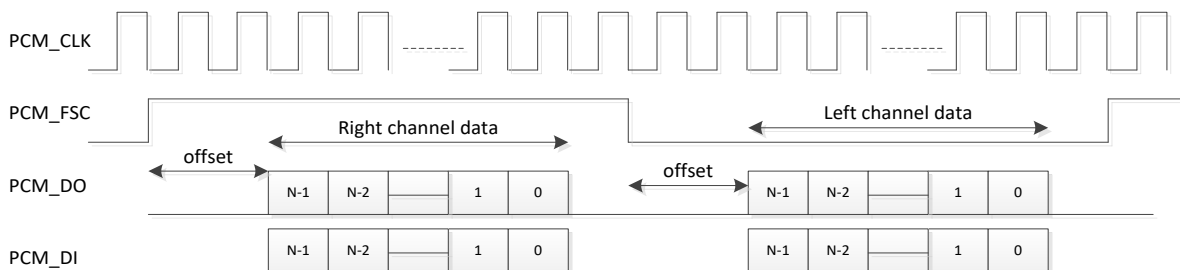 PCM_CLK
PCM_FSC
Right channel data
Left channel data
offset
offset
PCM_DO
N-1 N-2 1 0 N-1 N-2 1 0
PCM_DI
N-1 N-2 1 0 N-1 N-2 1 0